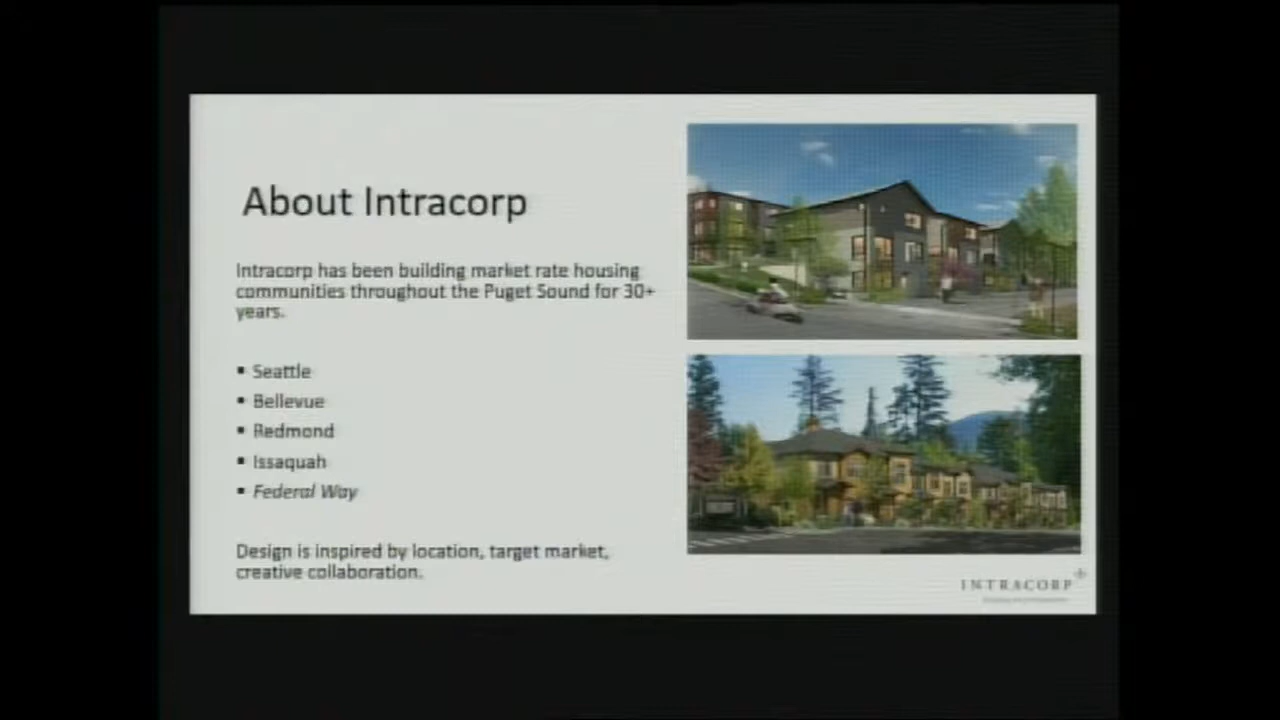 About Intracorp
Intracorp has been building market rate housing
communities throughout the Puget Sound for 30+
years.
▪ Seattle
▪ Bellevue
▪ Redmond
▪ Issaquah
▪ Federal Way
Design is inspired by location, target market,
creative collaboration.
INTRACORP